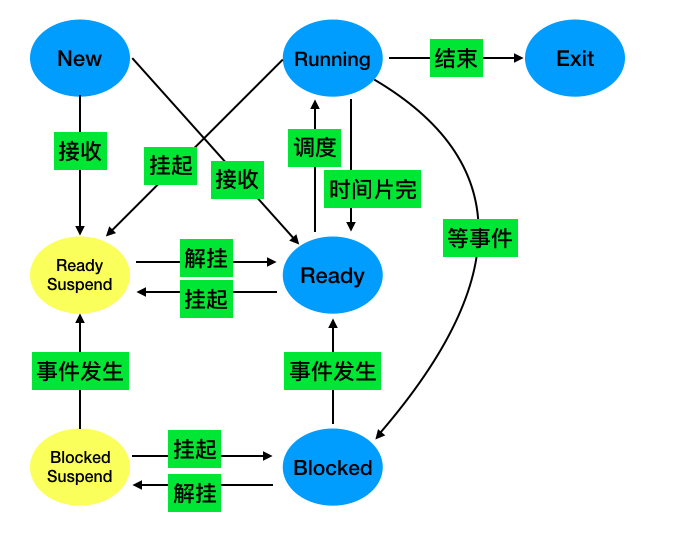 New
Running
结束
Exit
接收
挂起
接收
调度
时间片完
等事件
Ready
Suspend
解挂
挂起
Ready
事件发生
事件发生
Blocked
Suspend
挂起
解挂
Blocked